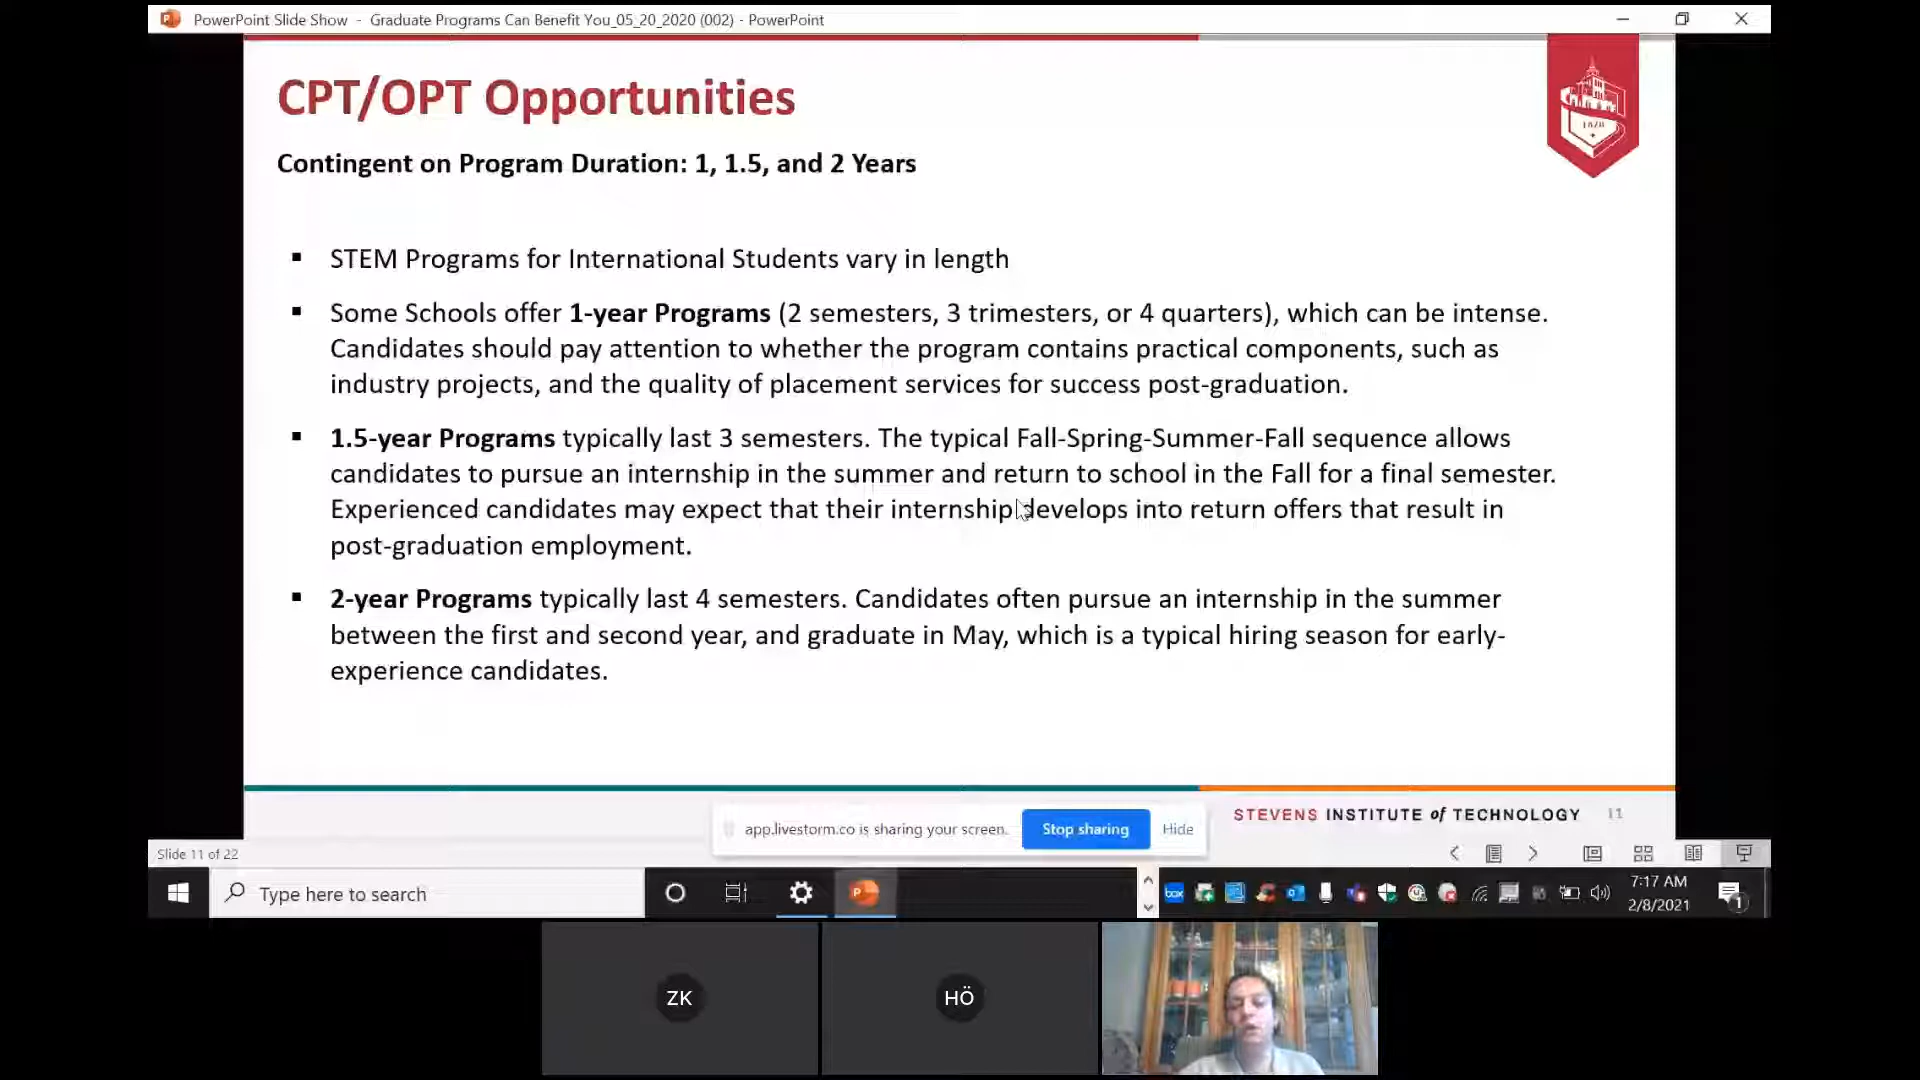 PowerPoint Slide Show - Graduate Programs Can Benefit You_05_20_2020 (002) - PowerPoint
CPT/OPT Opportunities
1870
Contingent on Program Duration: 1, 1.5, and 2 Years
▪ STEM Programs for International Students vary in length
▪ Some Schools offer 1-year Programs (2 semesters, 3 trimesters, or 4 quarters), which can be intense.
Candidates should pay attention to whether the program contains practical components, such as
industry projects, and the quality of placement services for success post-graduation.
▪ 1.5-year Programs typically last 3 semesters. The typical Fall-Spring-Summer-Fall sequence allows
candidates to pursue an internship in the summer and return to school in the Fall for a final semester.
Experienced candidates may expect that their internship develops into return offers that result in
post-graduation employment.
▪ 2-year Programs typically last 4 semesters. Candidates often pursue an internship in the summer
between the first and second year, and graduate in May, which is a typical hiring season for early-
experience candidates.
STEVENS INSTITUTE of TECHNOLOGY 11
app.livestorm.co is sharing your screen. Stop sharing Hide
Slide 11 of 22
Type here to search
box
7:17 AM
2/8/2021
1
ZK
HÖ